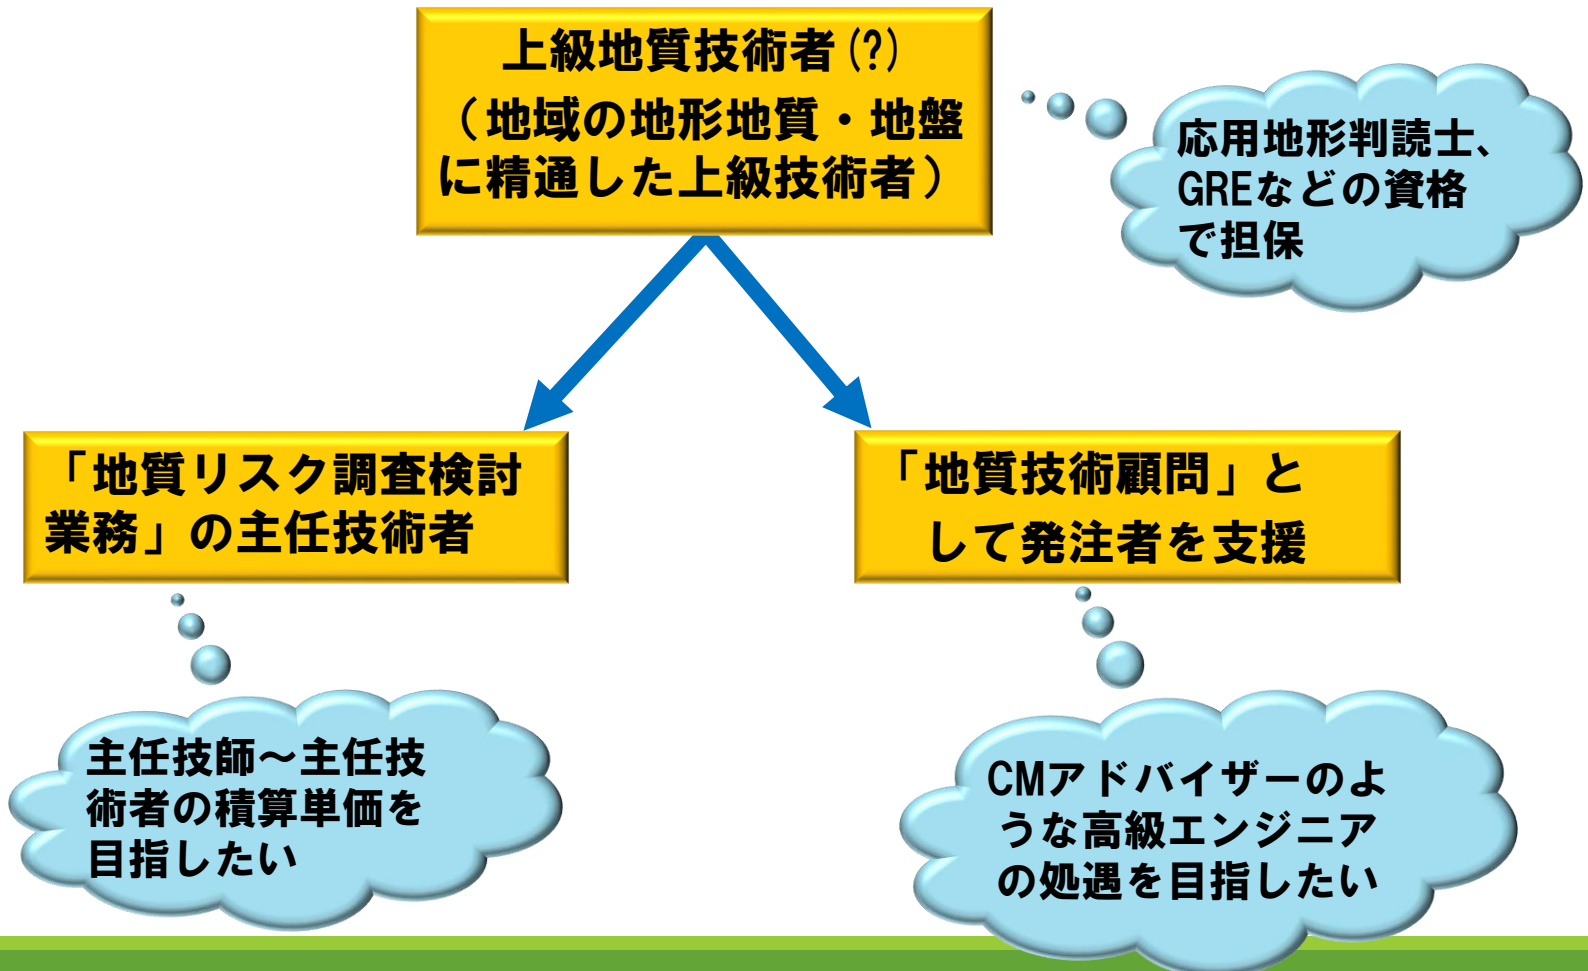 上級地質技術者(?)
（地域の地形地質・地盤
に精通した上級技術者）
応用地形判読士、
GREなどの資格
で担保
「地質リスク調査検討
業務」の主任技術者
「地質技術顧問」と
して発注者を支援
主任技師～主任技
術者の積算単価を
目指したい
CMアドバイザーのよ
うな高級エンジニア
の処遇を目指したい